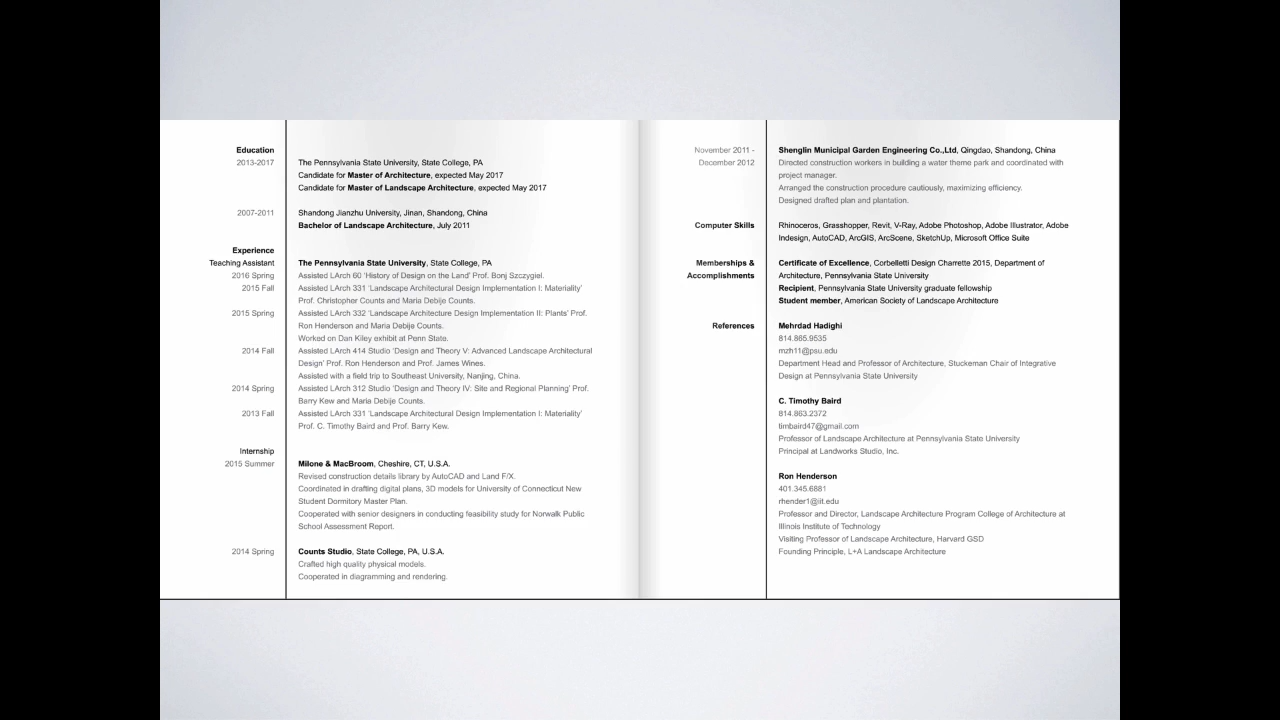 Education
2013-2017
The Pennsylvania State University, State College, PA
Candidate for Master of Architecture, expected May 2017
Candidate for Master of Landscape Architecture, expected May 2017
2007-2011
Shandong Jianzhu University, Jinan, Shandong, China
Bachelor of Landscape Architecture, July 2011
Experience
Teaching Assistant
The Pennsylvania State University, State College, PA
2016 Spring
Assisted LArch 60 'History of Design on the Land' Prof. Bonj Szczygiel.
2015 Fall
Assisted LArch 331 'Landscape Architectural Design Implementation I: Materiality'
Prof. Christopher Counts and Maria Debije Counts.
2015 Spring
Assisted LArch 332 'Landscape Architecture Design Implementation II: Plants' Prof.
Ron Henderson and Maria Debije Counts.
Worked on Dan Kiley exhibit at Penn State.
2014 Fall
Assisted LArch 414 Studio 'Design and Theory V: Advanced Landscape Architectural
Design' Prof. Ron Henderson and Prof. James Wines.
Assisted with a field trip to Southeast University, Nanjing, China.
2014 Spring
Assisted LArch 312 Studio 'Design and Theory IV: Site and Regional Planning' Prof.
Barry Kew and Maria Debije Counts.
2013 Fall
Assisted LArch 331 'Landscape Architectural Design Implementation I: Materiality'
Prof. C. Timothy Baird and Prof. Barry Kew.
Internship
2015 Summer
Milone & MacBroom, Cheshire, CT, U.S.A.
Revised construction details library by AutoCAD and Land F/X.
Coordinated in drafting digital plans, 3D models for University of Connecticut New
Student Dormitory Master Plan.
Cooperated with senior designers in conducting feasibility study for Norwalk Public
School Assessment Report.
2014 Spring
Counts Studio, State College, PA, U.S.A.
Crafted high quality physical models.
Cooperated in diagramming and rendering.
November 2011 -
December 2012
Shenglin Municipal Garden Engineering Co.,Ltd, Qingdao, Shandong, China
Directed construction workers in building a water theme park and coordinated with
project manager.
Arranged the construction procedure cautiously, maximizing efficiency.
Designed drafted plan and plantation.
Computer Skills
Rhinoceros, Grasshopper, Revit, V-Ray, Adobe Photoshop, Adobe Illustrator, Adobe
Indesign, AutoCAD, ArcGIS, ArcScene, SketchUp, Microsoft Office Suite
Memberships &
Accomplishments
Certificate of Excellence, Corbelletti Design Charrette 2015, Department of
Architecture, Pennsylvania State University
Recipient, Pennsylvania State University graduate fellowship
Student member, American Society of Landscape Architecture
References
Mehrdad Hadighi
814.865.9535
mzh11@psu.edu
Department Head and Professor of Architecture, Stuckeman Chair of Integrative
Design at Pennsylvania State University
C. Timothy Baird
814.863.2372
timbaird47@gmail.com
Professor of Landscape Architecture at Pennsylvania State University
Principal at Landworks Studio, Inc.
Ron Henderson
401.345.6881
rhender1@iit.edu
Professor and Director, Landscape Architecture Program College of Architecture at
Illinois Institute of Technology
Visiting Professor of Landscape Architecture, Harvard GSD
Founding Principle, L+A Landscape Architecture